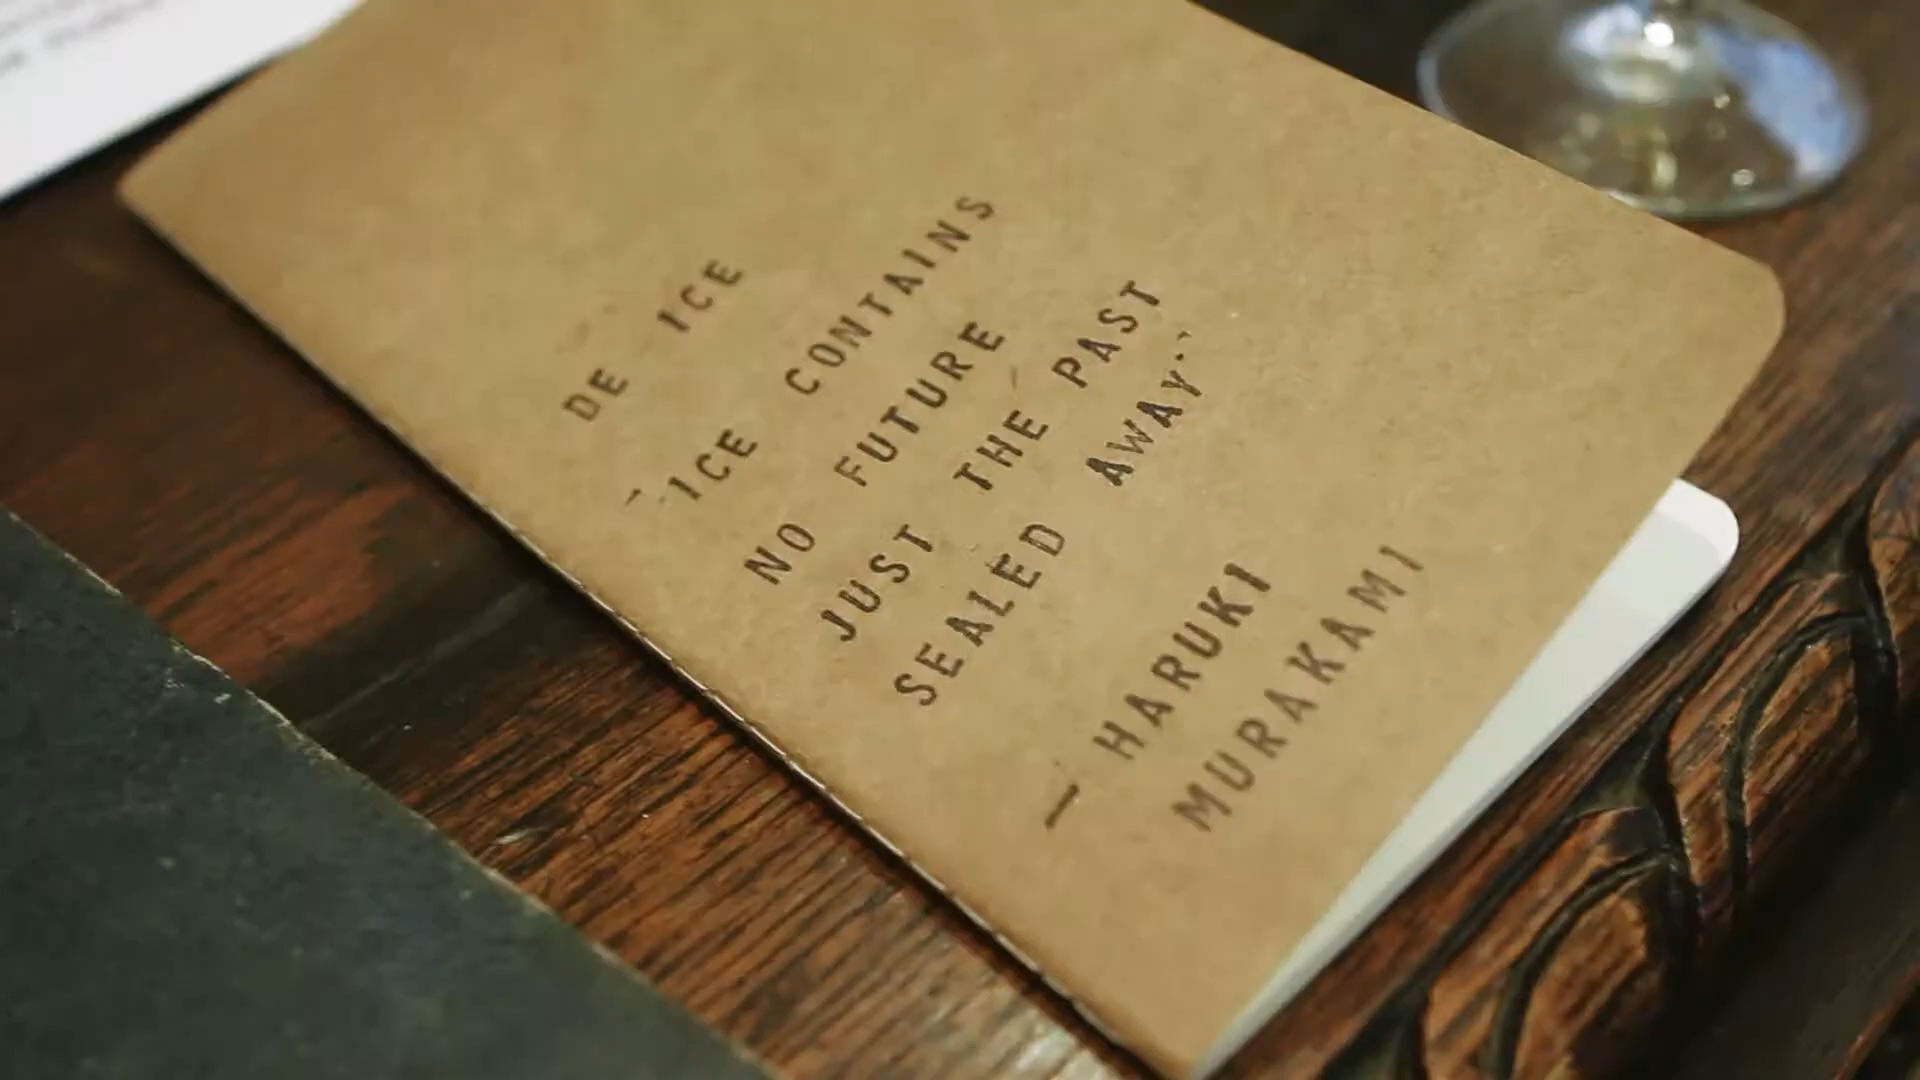 DE ICE
"ICE CONTAINS
NO FUTURE
JUST THE PAST
SEALED AWAY."
— HARUKI
MURAKAMI